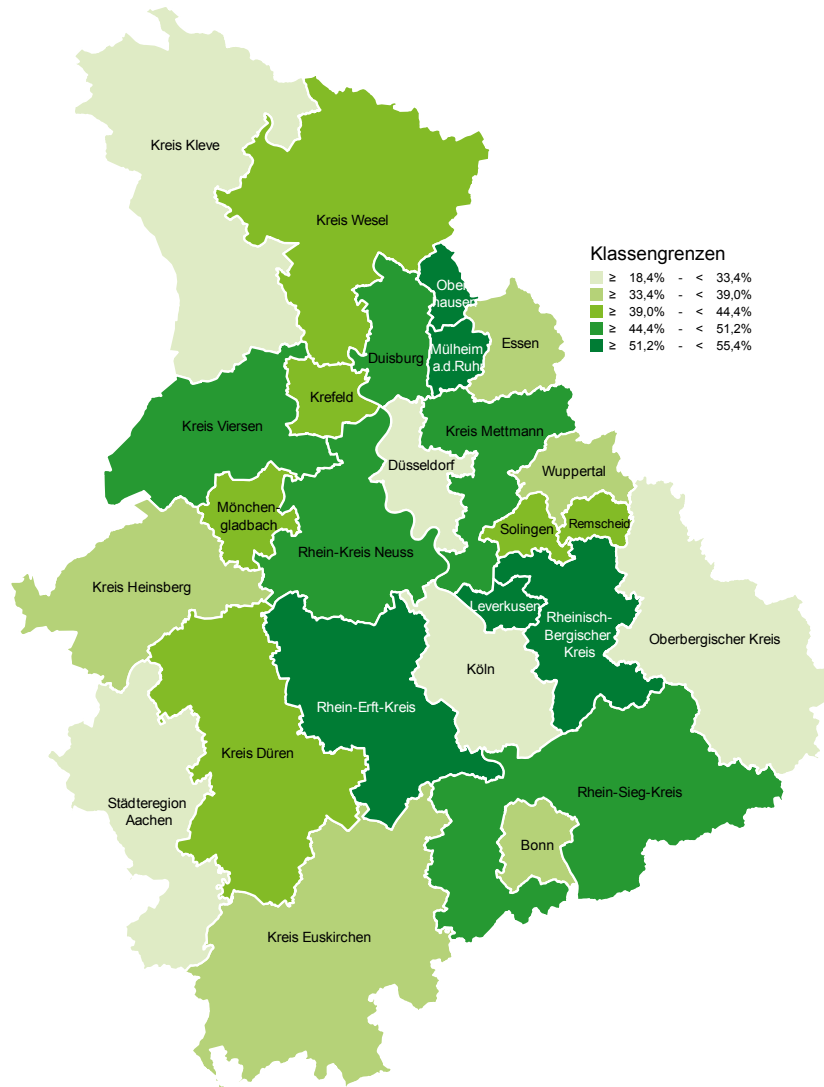 Kreis Kleve
Kreis Wesel
Klassengrenzen
≥ 18,4% - < 33,4%
≥ 33,4% - < 39,0%
≥ 39,0% - < 44,4%
≥ 44,4% - < 51,2%
≥ 51,2% - < 55,4%
Ober
hausen
Duisburg
Mülheim
a.d.Ruhr
Essen
Krefeld
Kreis Viersen
Kreis Mettmann
Düsseldorf
Wuppertal
Mönchen-
gladbach
Solingen
Remscheid
Rhein-Kreis Neuss
Kreis Heinsberg
Leverkusen
Rheinisch-
Bergischer
Kreis
Oberbergischer Kreis
Köln
Rhein-Erft-Kreis
Kreis Düren
Rhein-Sieg-Kreis
Städteregion
Aachen
Bonn
Kreis Euskirchen